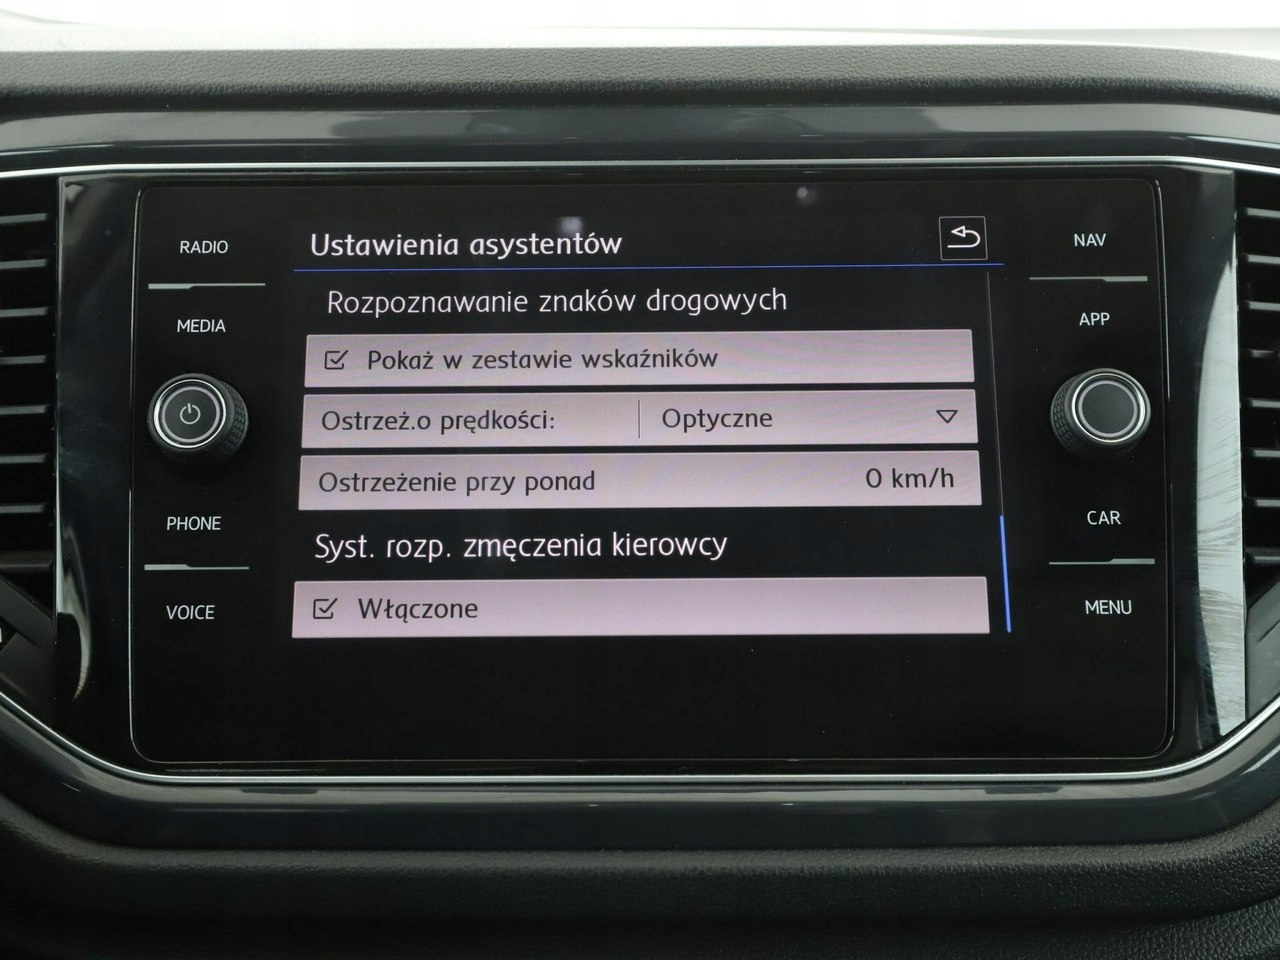 RADIO
MEDIA
PHONE
VOICE
Ustawienia asystentów
Rozpoznawanie znaków drogowych
Pokaż w zestawie wskaźników
Ostrzeż.o prędkości: Optyczne
Ostrzeżenie przy ponad 0 km/h
Syst. rozp. zmęczenia kierowcy
Włączone
NAV
APP
CAR
MENU